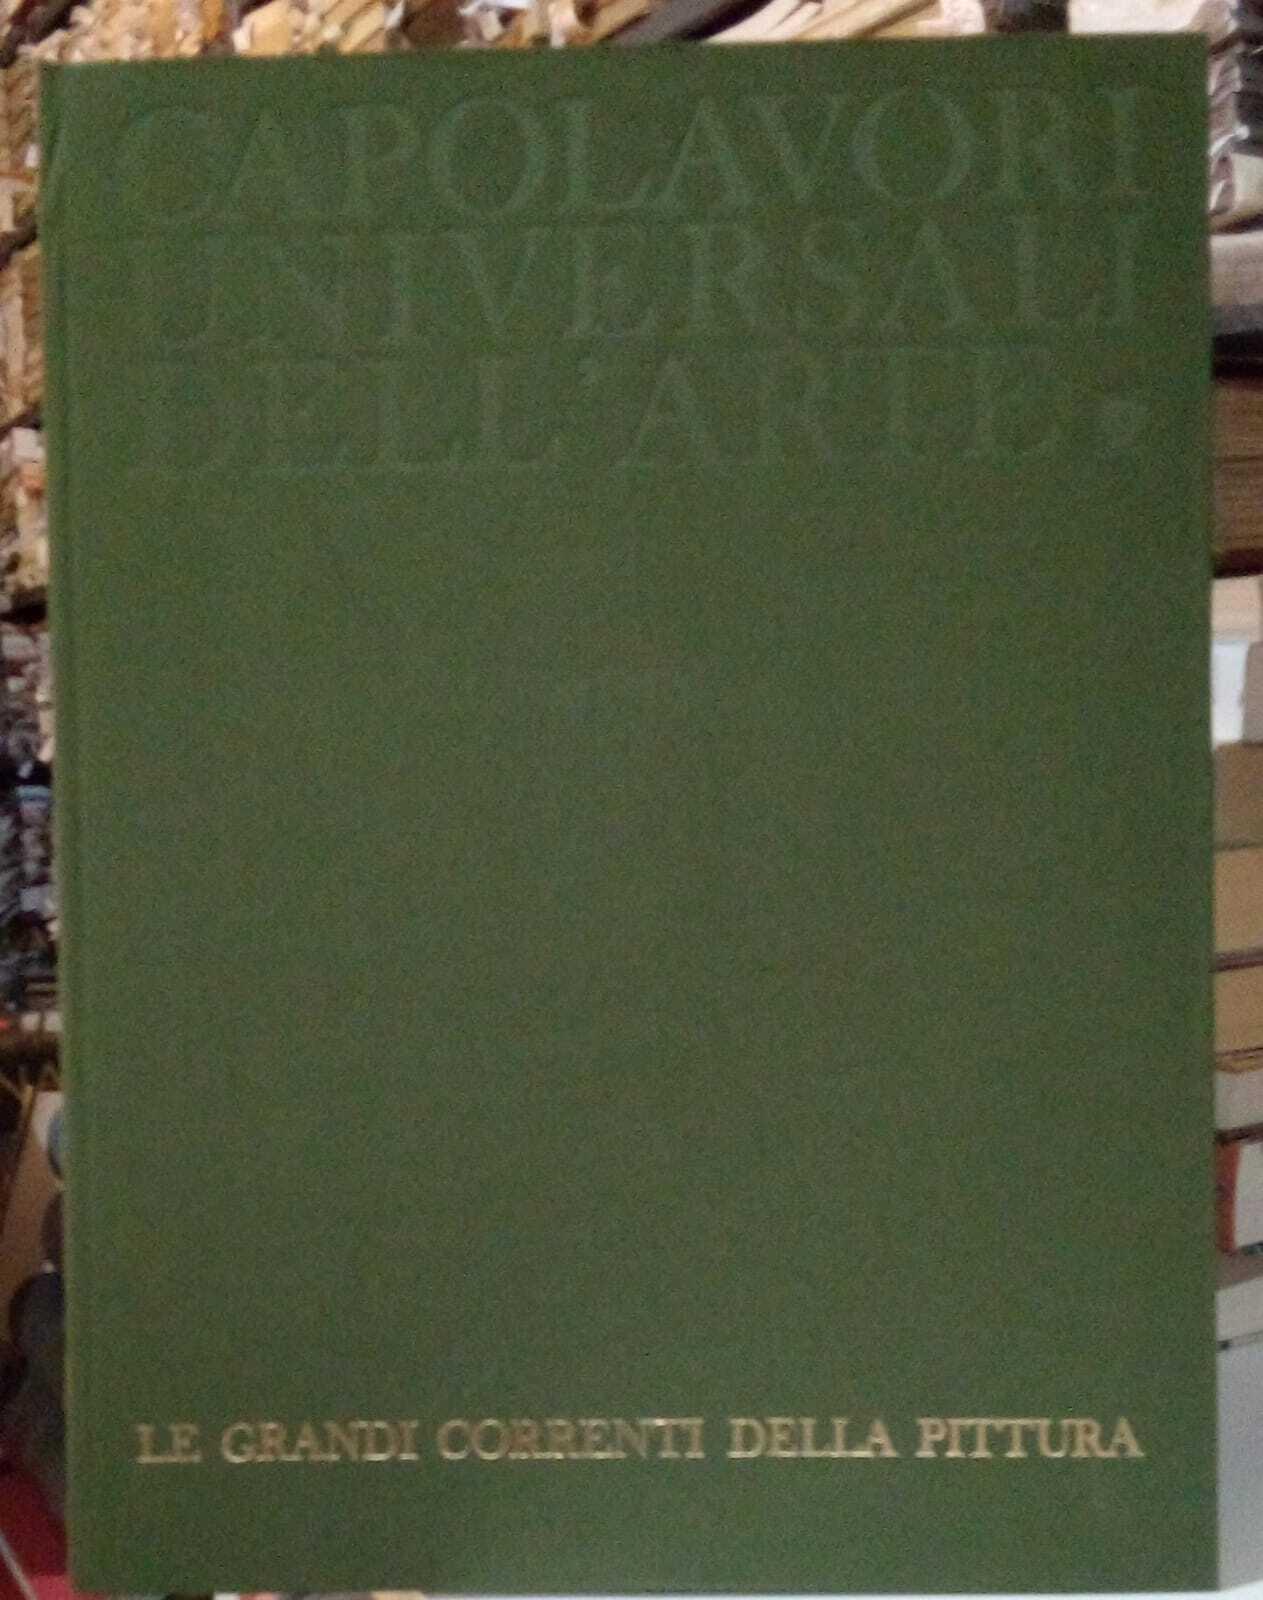 CAPOLAVORI
UNIVERSALI
DELL'ARTE
LE GRANDI CORRENTI DELLA PITTURA